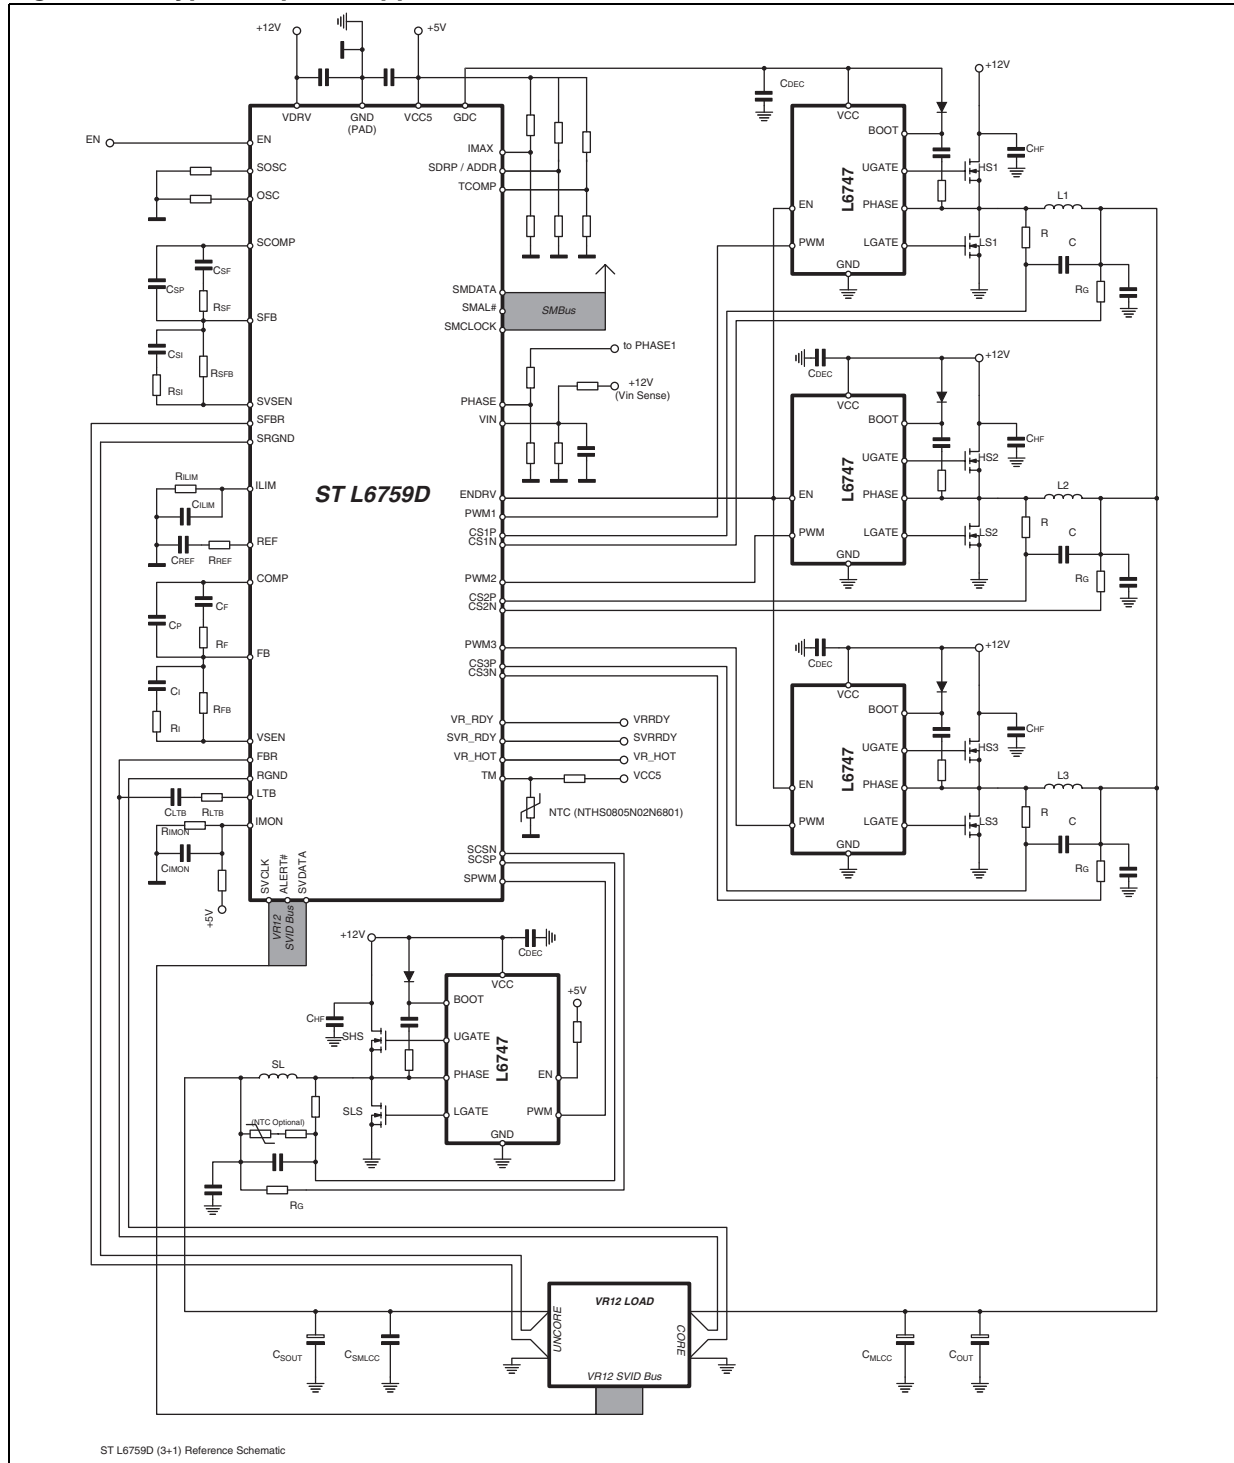 +12V
+5V
VDRV
GND
(PAD)
VCC5
GDC
EN
EN
SOSC
OSC
SCOMP
CSF
CSP
RSF
SFB
CSI
RSFB
RSI
SVSEN
SFBR
SRGND
RILIM
ILIM
CILIM
REF
CREF
RREF
COMP
CF
CP
RF
FB
CI
RFB
RI
VSEN
FBR
RGND
LTB
CLTB
RLTB
RIMON
IMON
CIMON
+5V
SVCLK
ALERT#
SVDATA
VR12
SVID Bus
ST L6759D
IMAX
SDRP / ADDR
TCOMP
SMDATA
SMAL#
SMCLOCK
SMBus
to PHASE1
+12V
(Vin Sense)
PHASE
VIN
ENDRV
PWM1
CS1P
CS1N
PWM2
CS2P
CS2N
PWM3
CS3P
CS3N
VR_RDY
VRRDY
SVR_RDY
SVRRDY
VR_HOT
VR_HOT
TM
VCC5
NTC (NTHS0805N02N6801)
SCSN
SCSP
SPWM
CDEC
+12V
VCC
BOOT
CHF
UGATE
HS1
L6747
EN
PHASE
L1
PWM
LGATE
LS1
R
C
GND
RG
+12V
CDEC
VCC
BOOT
CHF
UGATE
HS2
L6747
EN
PHASE
L2
PWM
LGATE
LS2
R
C
GND
RG
+12V
CDEC
VCC
BOOT
CHF
UGATE
HS3
L6747
EN
PHASE
L3
PWM
LGATE
LS3
R
C
GND
RG
+12V
CDEC
VCC
+5V
BOOT
CHF
SHS
UGATE
L6747
SL
PHASE
EN
SLS
LGATE
PWM
(NTC Optional)
GND
RG
VR12 LOAD
UNCORE
CORE
VR12 SVID Bus
CSOUT
CSMLCC
CMLCC
COUT
ST L6759D (3+1) Reference Schematic